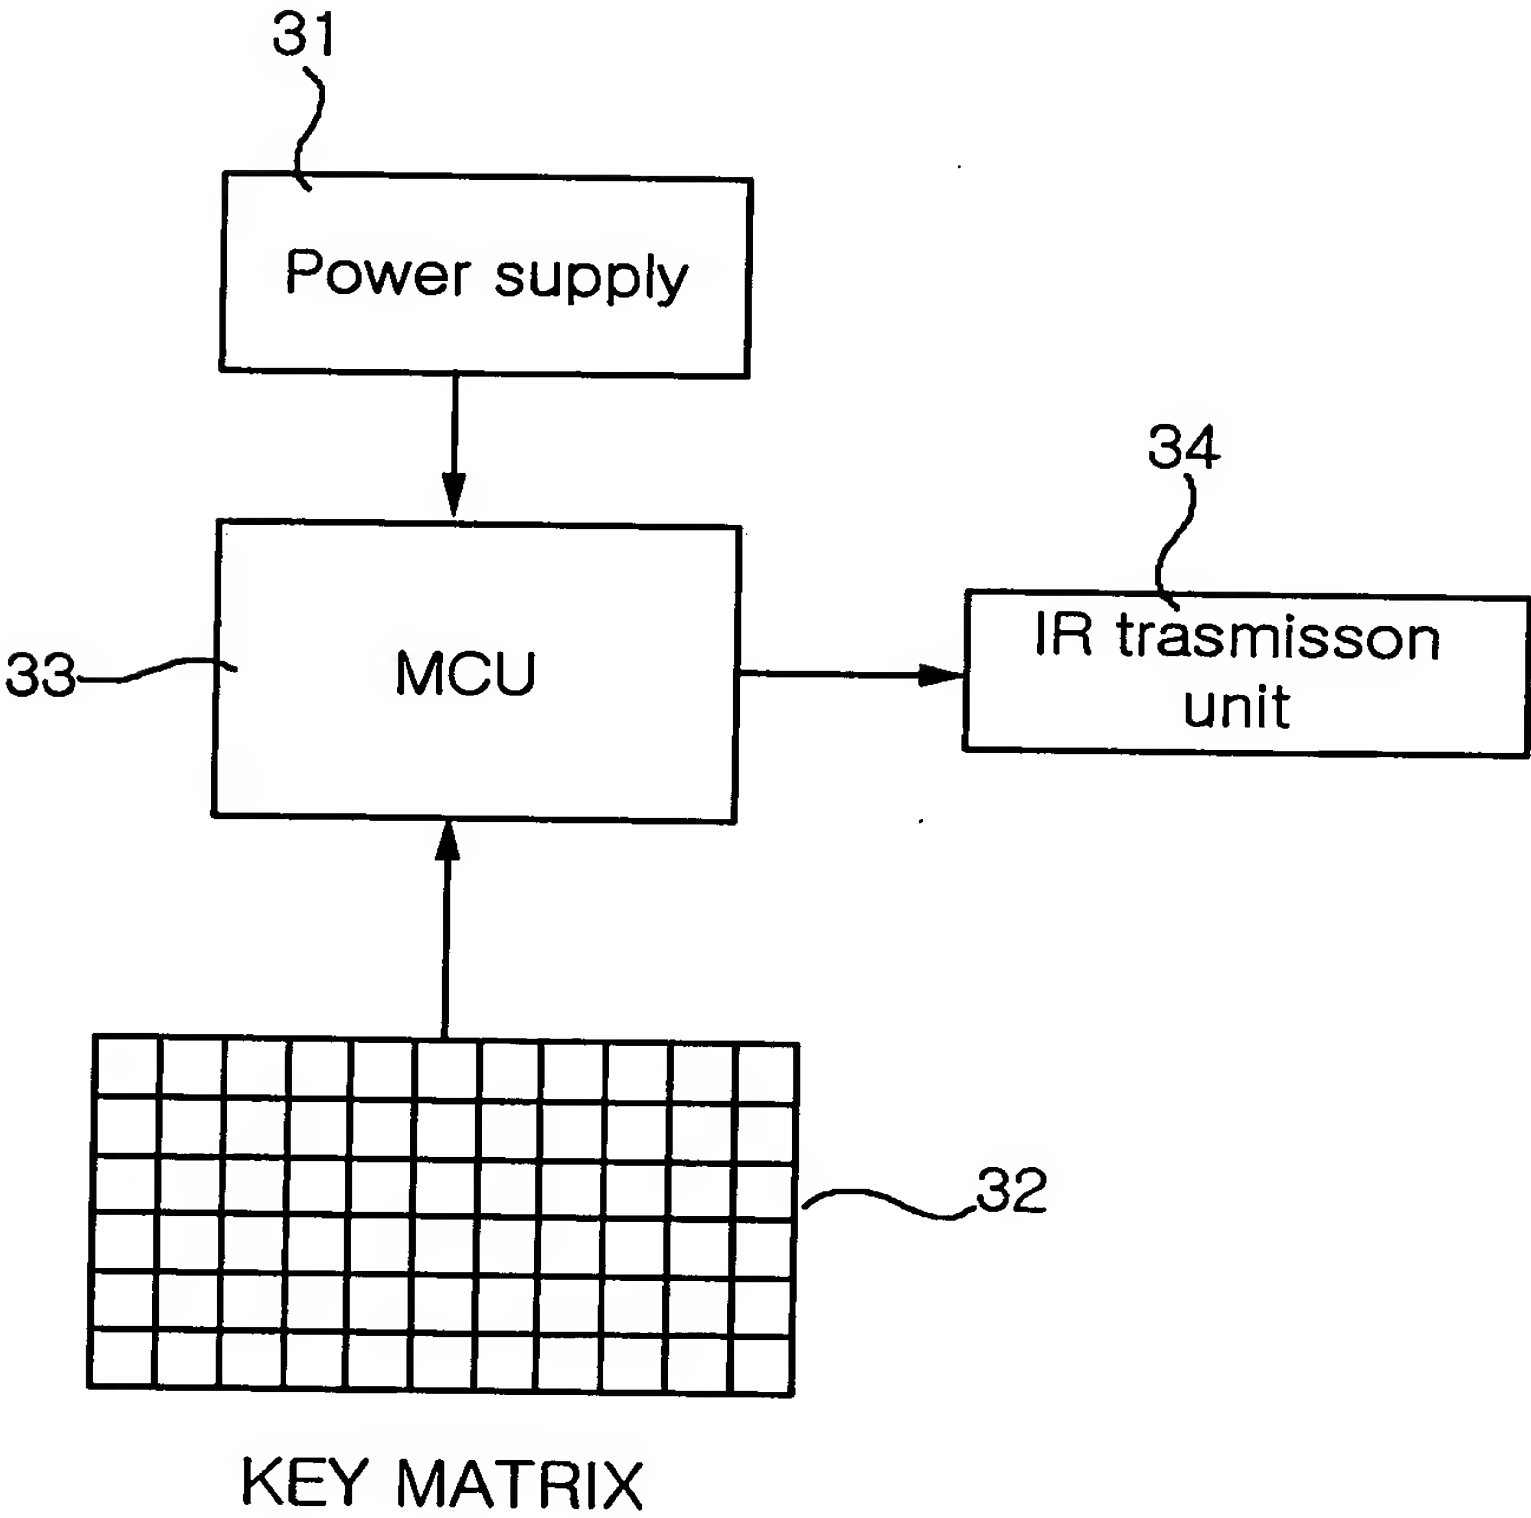 31
Power supply
34
IR trasmisson
unit
33
MCU
32
KEY MATRIX